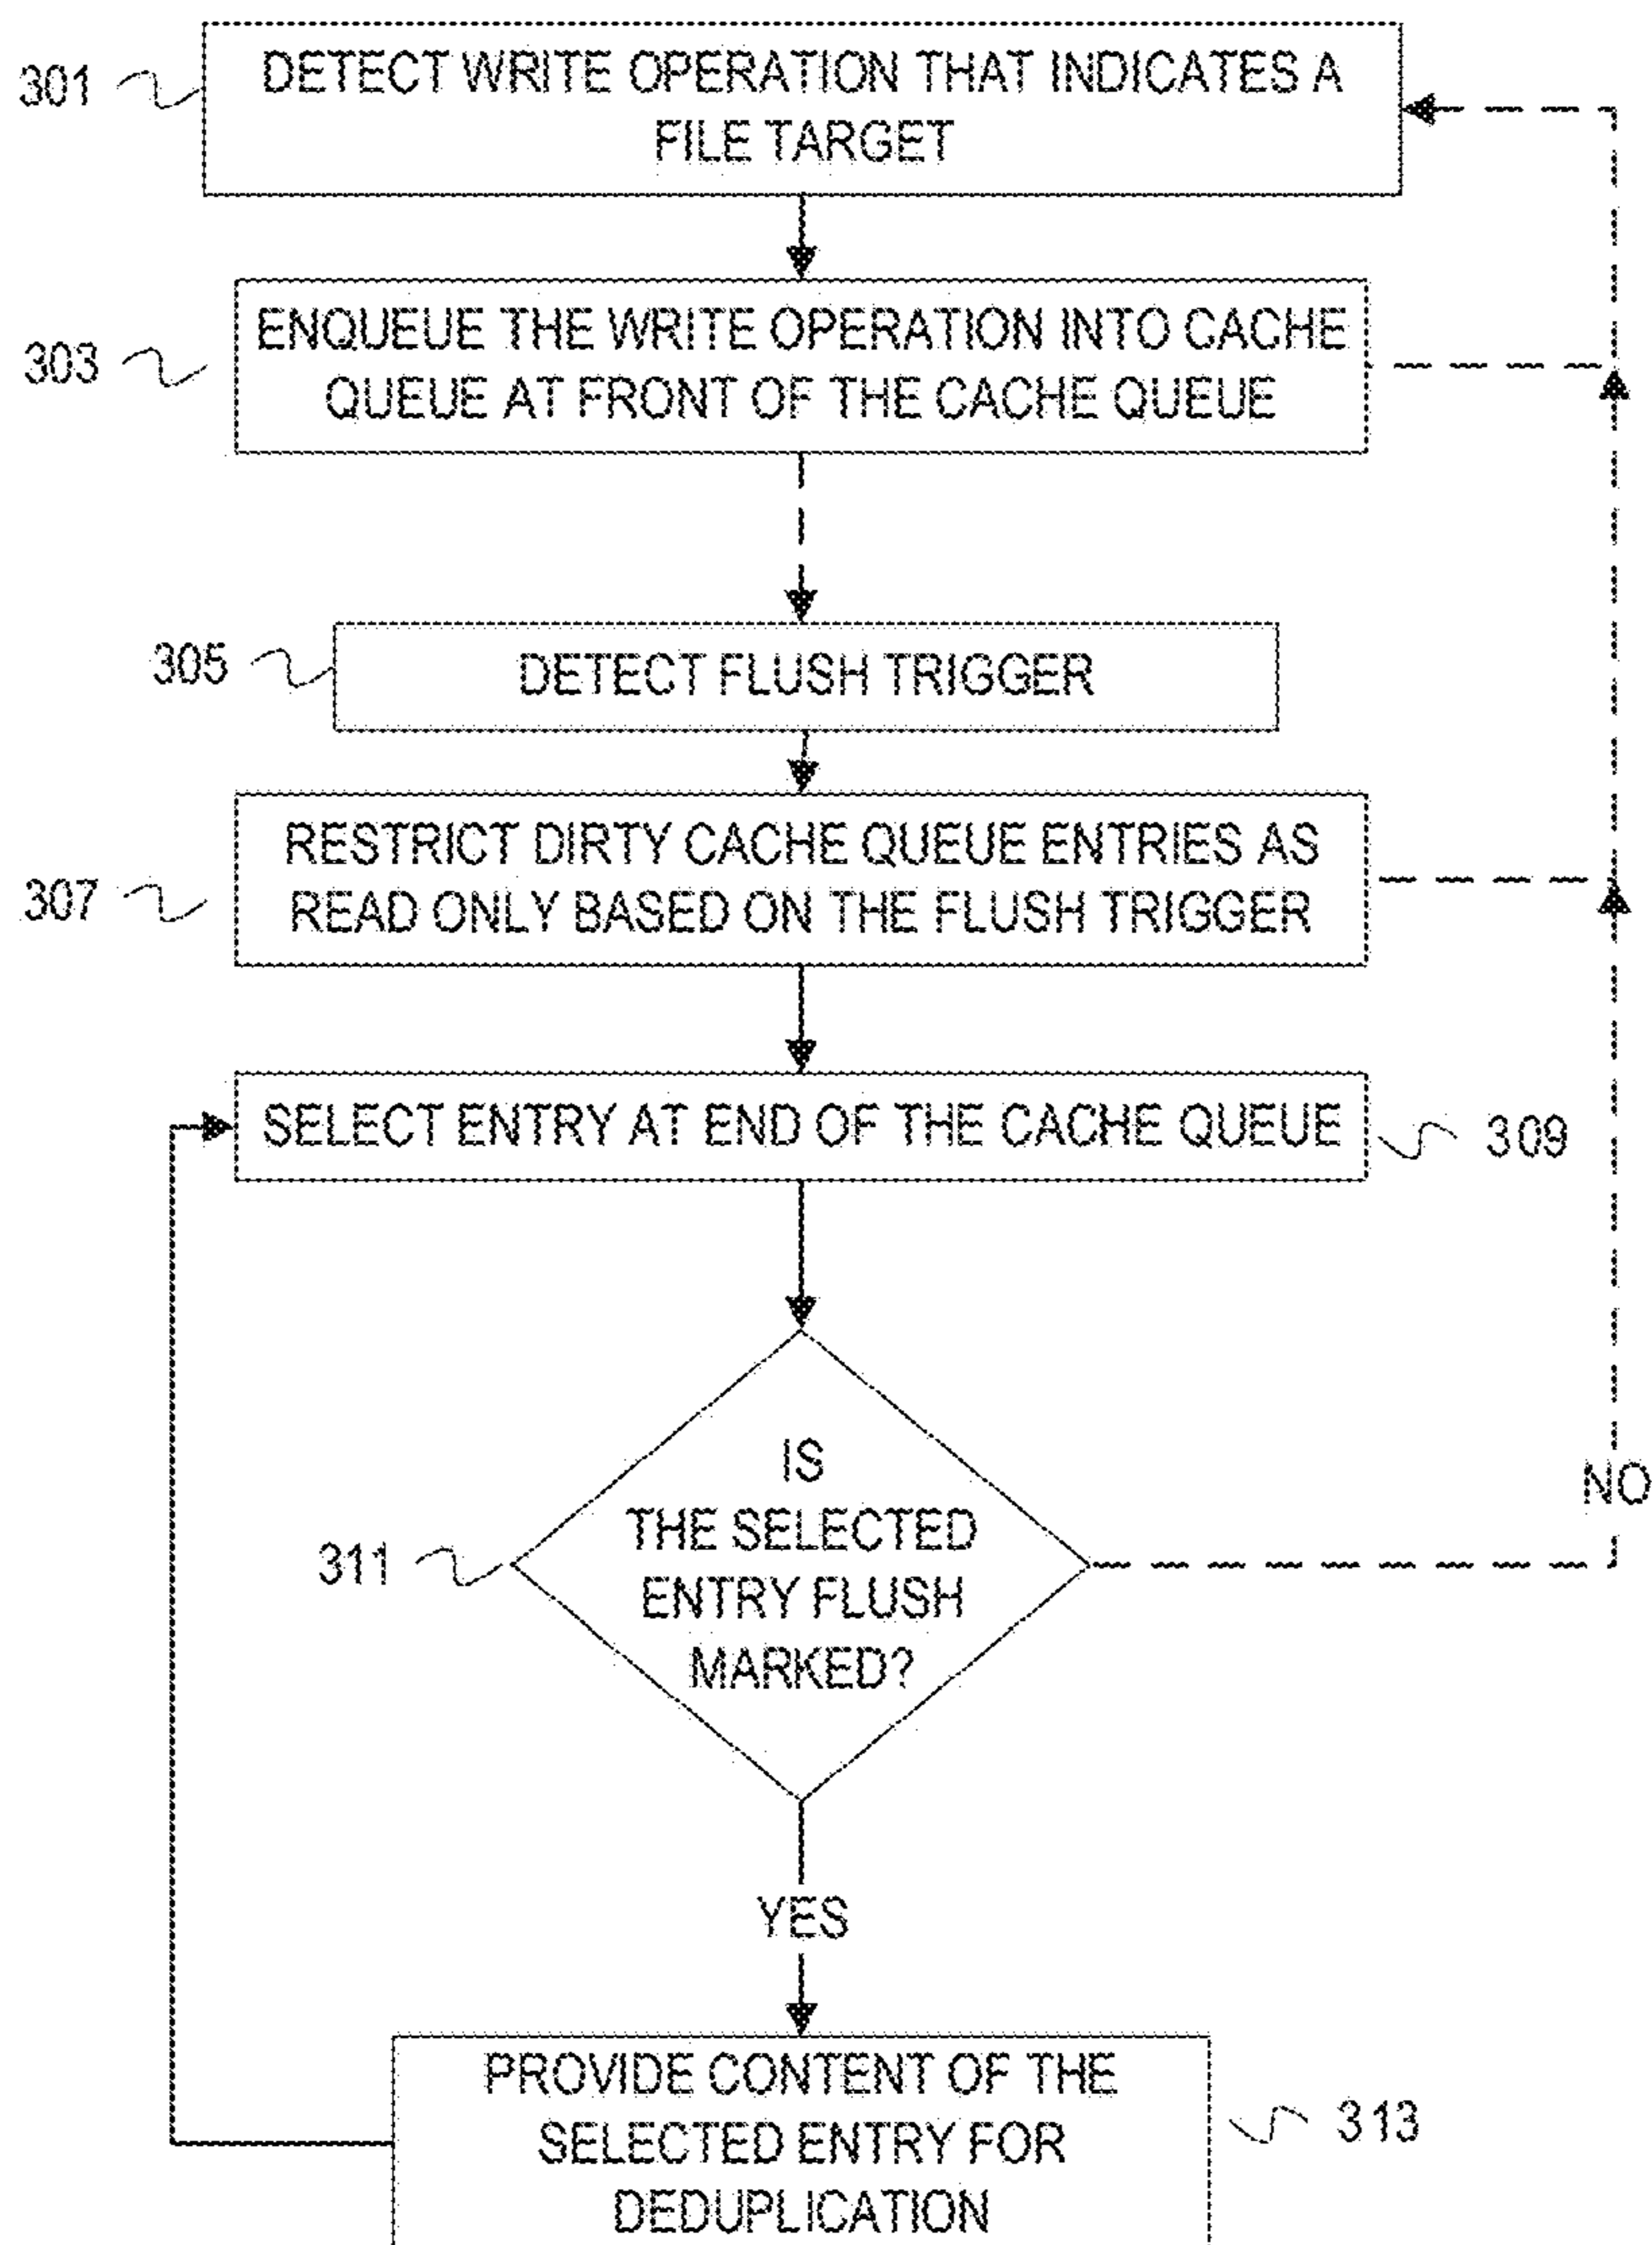 301
DETECT WRITE OPERATION THAT INDICATES A
FILE TARGET
303
ENQUEUE THE WRITE OPERATION INTO CACHE
QUEUE AT FRONT OF THE CACHE QUEUE
305
DETECT FLUSH TRIGGER
307
RESTRICT DIRTY CACHE QUEUE ENTRIES AS
READ ONLY BASED ON THE FLUSH TRIGGER
SELECT ENTRY AT END OF THE CACHE QUEUE
309
311
IS
THE SELECTED
ENTRY FLUSH
MARKED?
NO
YES
PROVIDE CONTENT OF THE
SELECTED ENTRY FOR
DEDUPLICATION
313